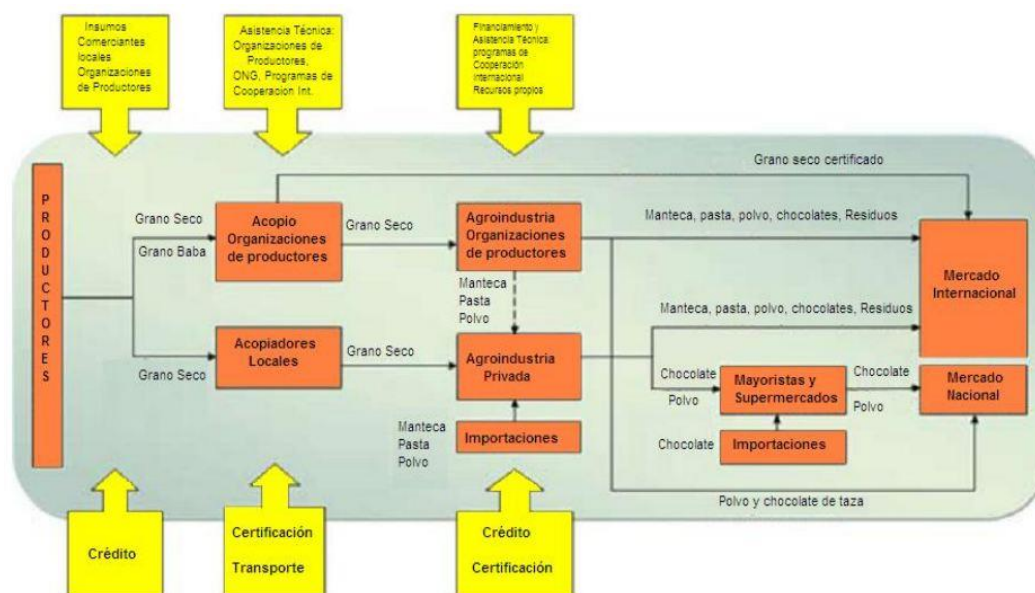 Insumos
Comerciantes
locales
Organizaciones
de Productores
Asistencia Técnica:
Organizaciones de
Productores,
ONG, Programas de
Cooperacion Int.
Financiamiento y
Asistencia Técnica:
programas de
Cooperación
Internacional
Recursos propios
PRODUCTORES
Grano Seco
Grano Baba
Grano Seco
Acopio
Organizaciones
de productores
Acopiadores
Locales
Grano Seco
Grano Seco
Grano seco certificado
Agroindustria
Organizaciones
de productores
Manteca
Pasta
Polvo
Agroindustria
Privada
Manteca
Pasta
Polvo
Importaciones
Manteca, pasta, polvo, chocolates, Residuos
Manteca, pasta, polvo, chocolates, Residuos
Mercado
Internacional
Chocolate
Polvo
Mayoristas y
Supermercados
Chocolate
Polvo
Mercado
Nacional
Chocolate
Importaciones
Polvo y chocolate de taza
Crédito
Certificación
Transporte
Crédito
Certificación